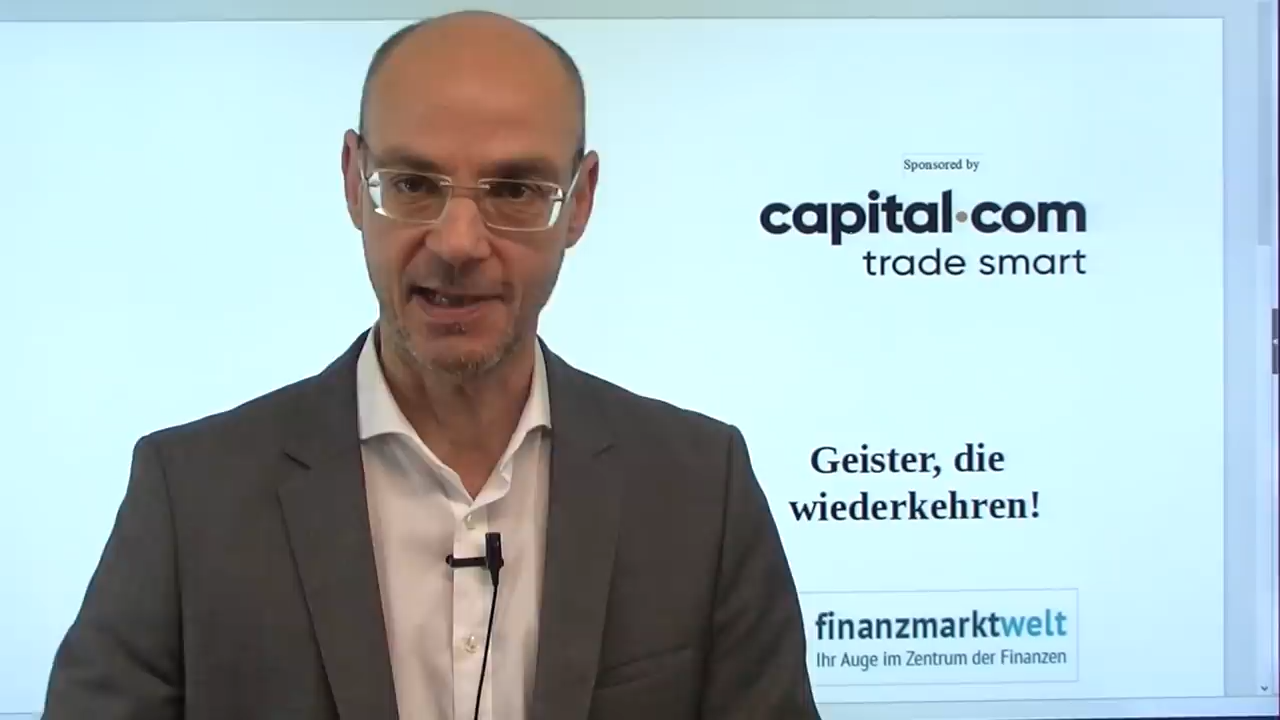 Sponsored by
capital·com
trade smart
Geister, die
wiederkehren!
finanzmarktwelt
Ihr Auge im Zentrum der Finanzen